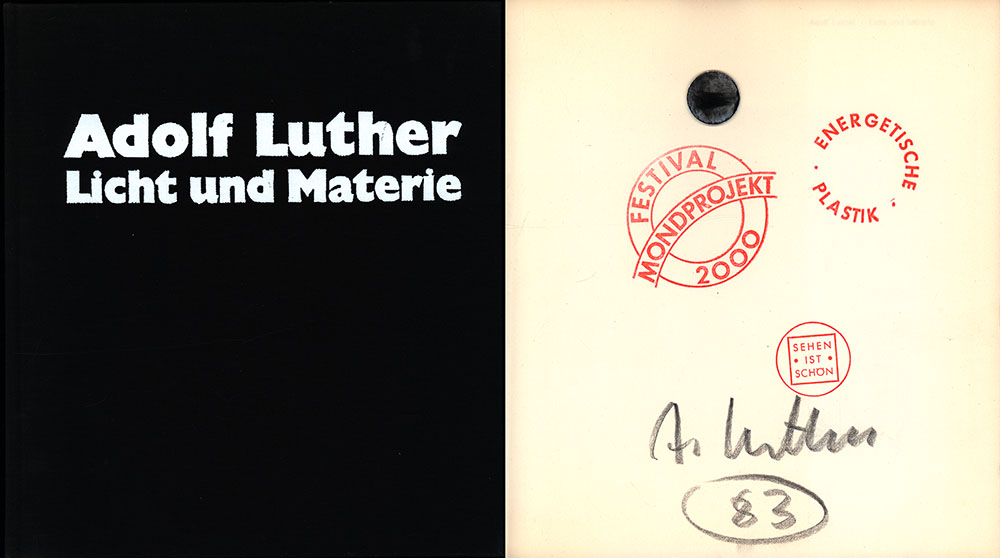 Adolf Luther
Licht und Materie
FESTIVAL
MONDPROJEKT
2000
ENERGETISCHE
· PLASTIK ·
SEHEN
· IST ·
SCHÖN
A. Luther
83